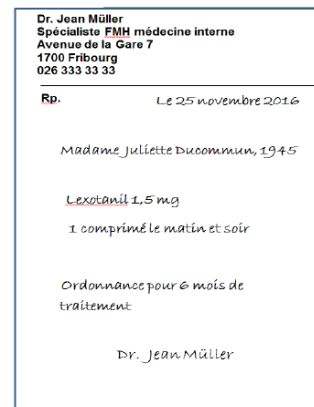 Dr. Jean Müller
Spécialiste FMH médecine interne
Avenue de la Gare 7
1700 Fribourg
026 333 33 33
Rp. Le 25 novembre 2016
Madame Juliette Ducommun, 1945
Lexotanil 1,5 mg
1 comprimé le matin et soir
Ordonnance pour 6 mois de
traitement
Dr. Jean Müller